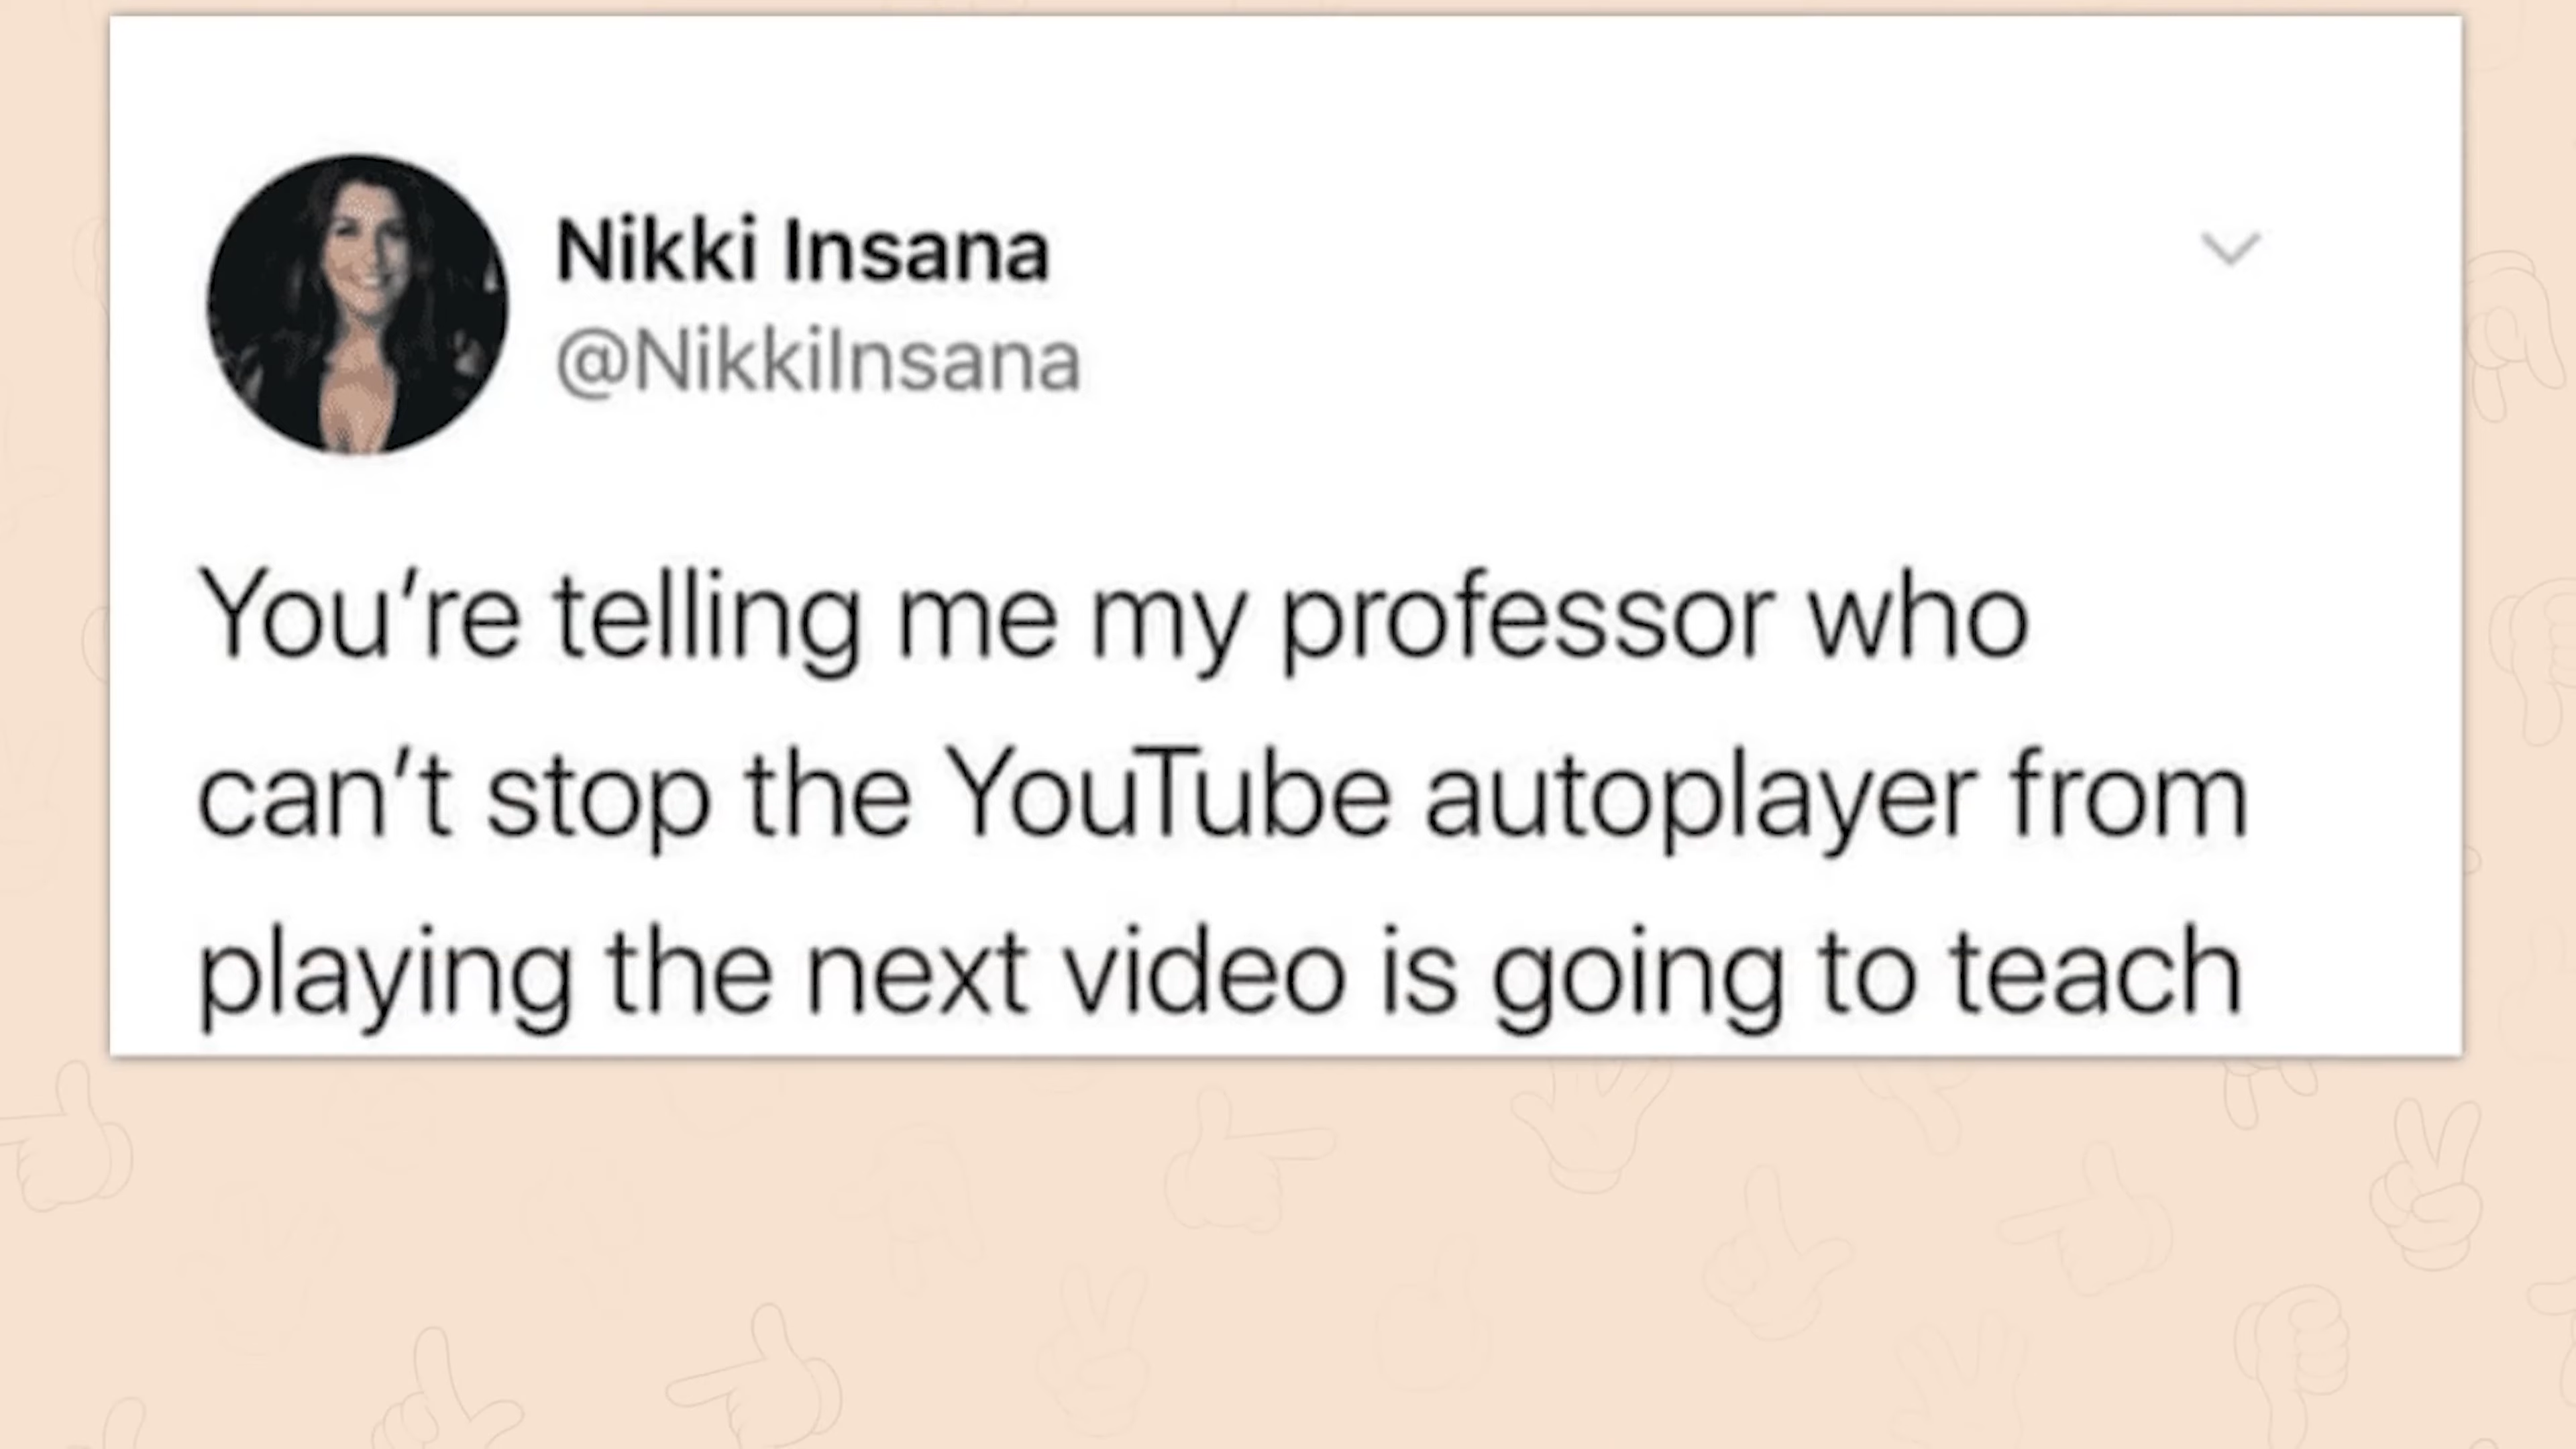 Nikki Insana
@NikkiInsana
You’re telling me my professor who
can’t stop the YouTube autoplayer from
playing the next video is going to teach